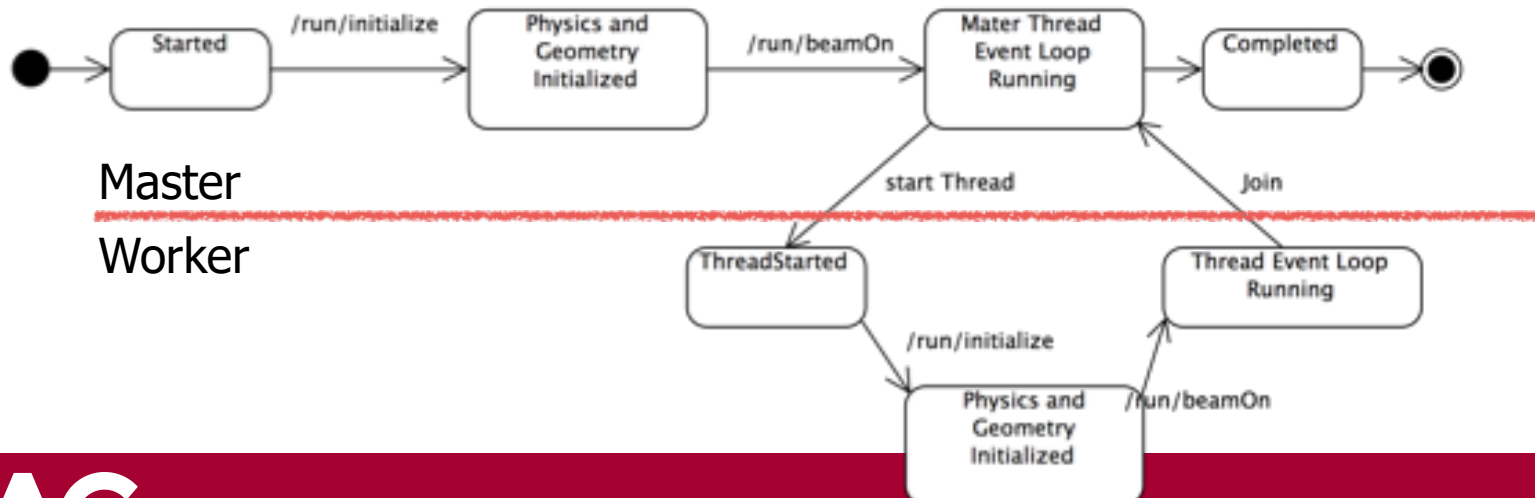 Started
/run/initialize
Physics and
Geometry
Initialized
/run/beamOn
Mater Thread
Event Loop
Running
Completed
Master
start Thread
Join
Worker
ThreadStarted
Thread Event Loop
Running
/run/initialize
Physics and
Geometry
Initialized
/run/beamOn